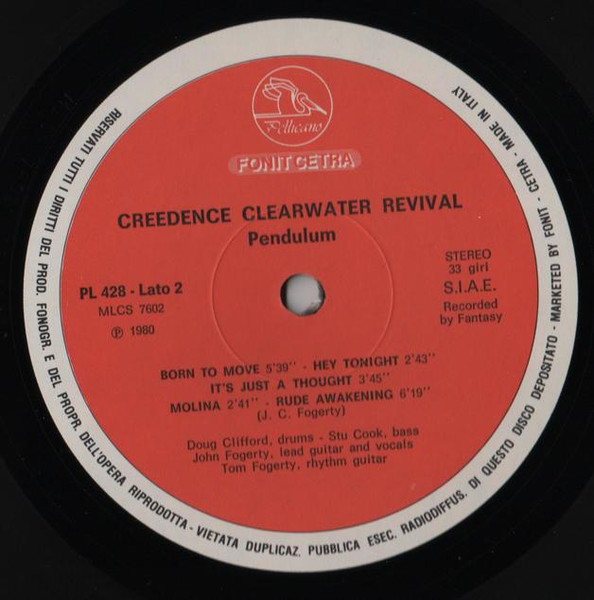 Pellicano
FONIT CETRA
CREEDENCE CLEARWATER REVIVAL
Pendulum
PL 428 - Lato 2
MLCS 7602
℗ 1980
STEREO
33 giri
S.I.A.E.
Recorded
by Fantasy
BORN TO MOVE 5'39'' - HEY TONIGHT 2'43''
IT'S JUST A THOUGHT 3'45''
MOLINA 2'41'' - RUDE AWAKENING 6'19''
(J. C. Fogerty)
Doug Clifford, drums - Stu Cook, bass
John Fogerty, lead guitar and vocals
Tom Fogerty, rhythm guitar
RISERVATI TUTTI I DIRITTI DEL PROD. FONOGR. E DEL PROPR. DELL'OPERA RIPRODOTTA - VIETATA DUPLICAZ. PUBBLICA ESEC. RADIODIFFUS. DI QUESTO DISCO DEPOSITATO - MARKETED BY FONIT - CETRA - MADE IN ITALY